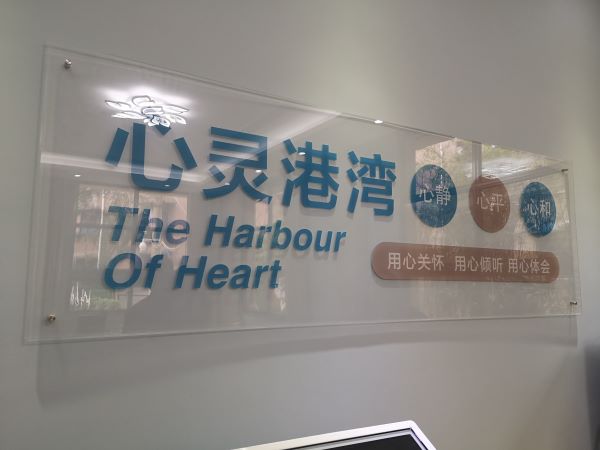 心灵港湾
The Harbour
Of Heart
心静 心平 心和
用心关怀 用心倾听 用心体会